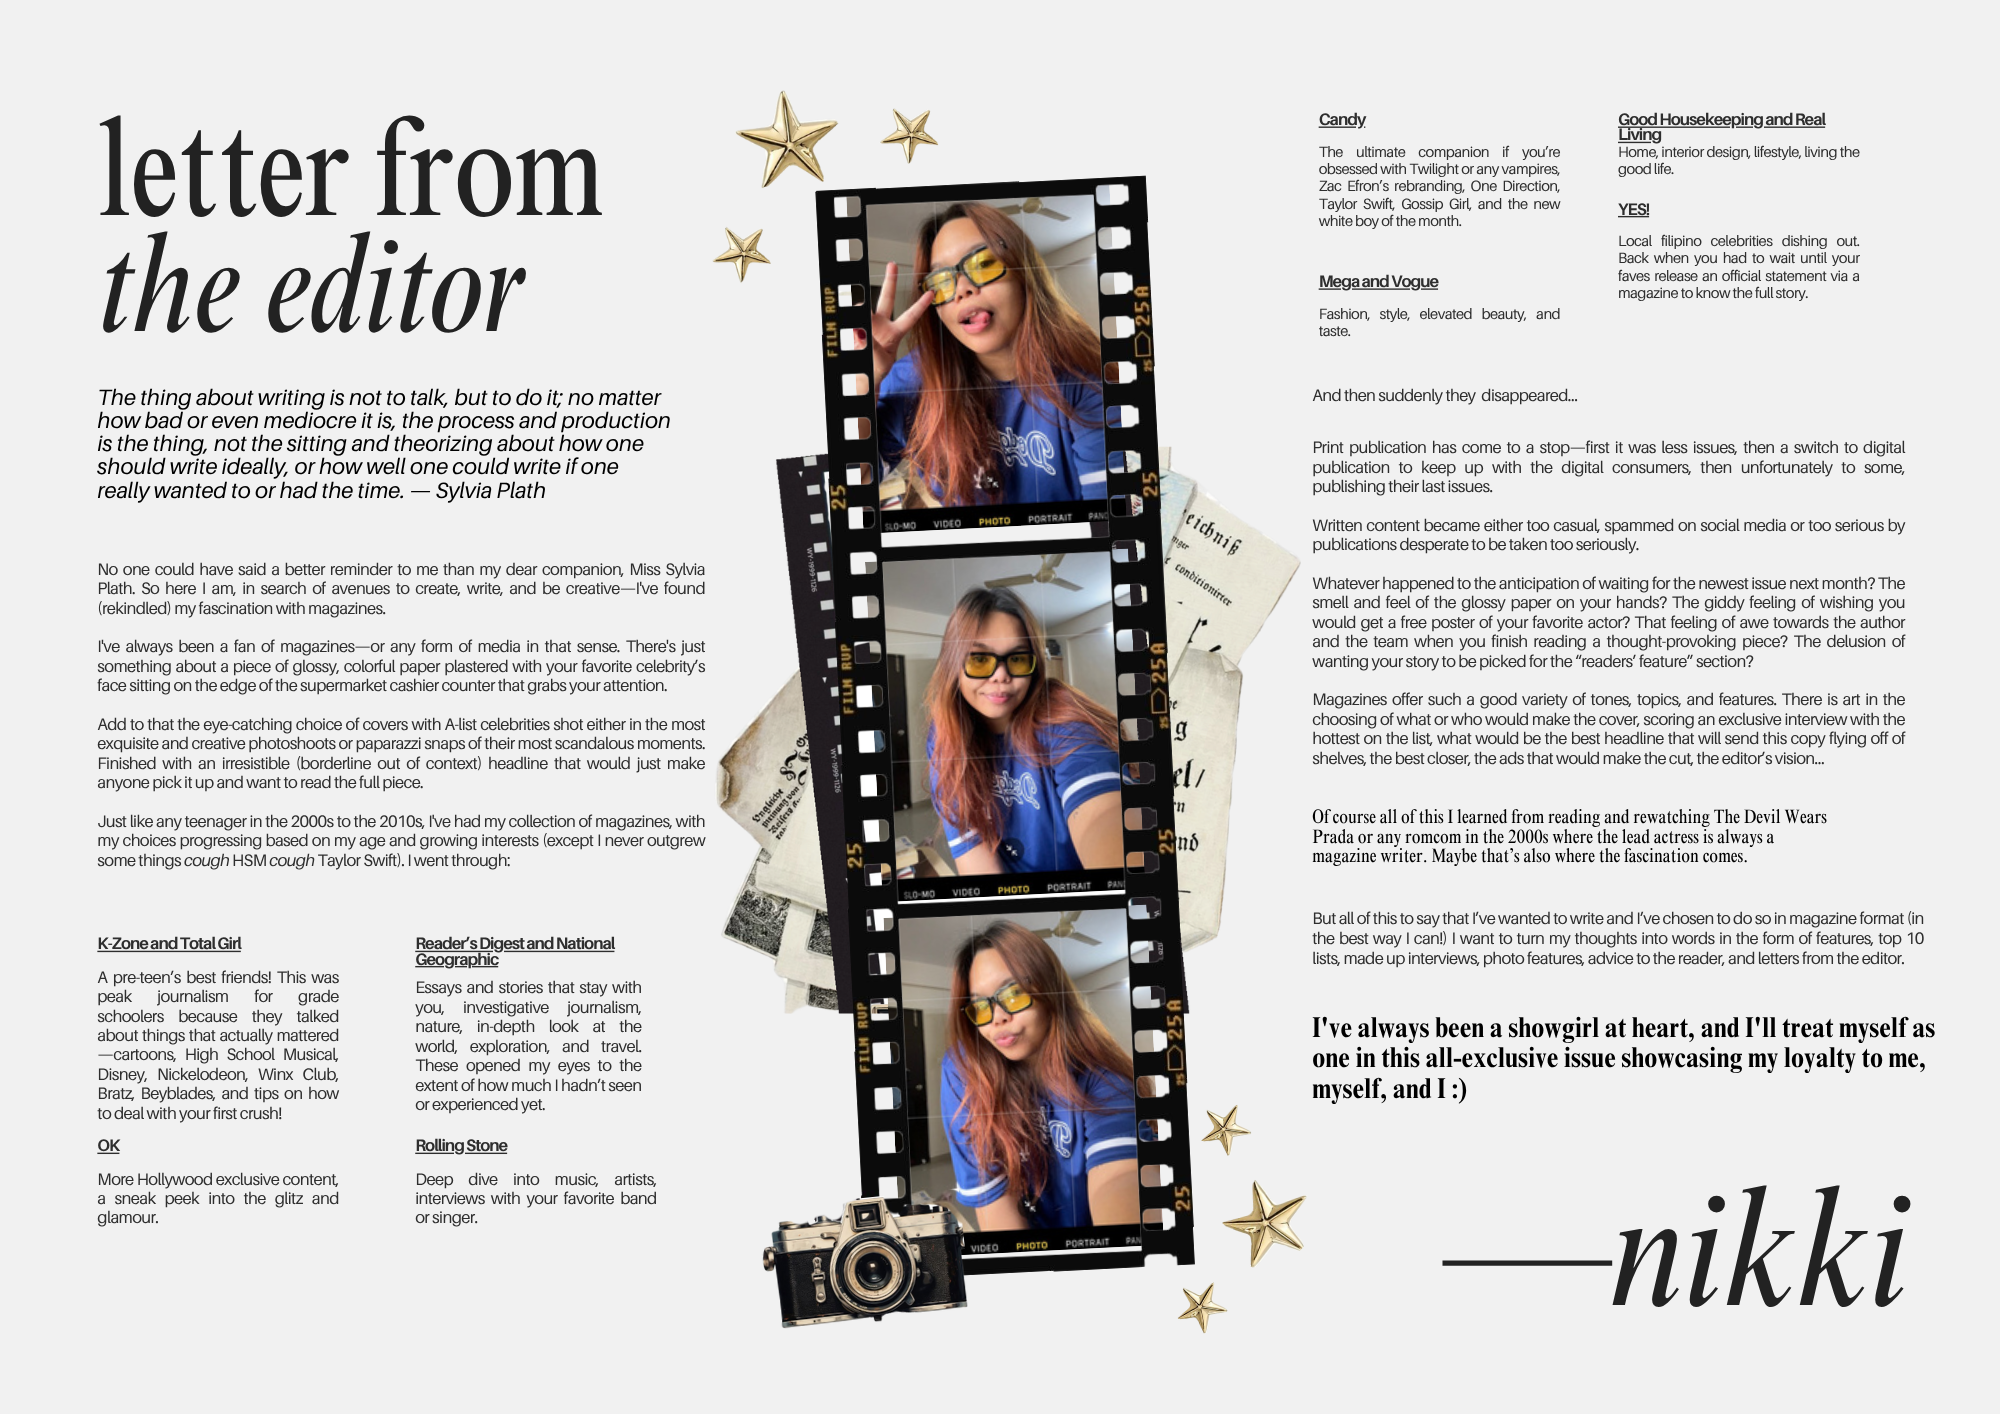 letter from
the editor
The thing about writing is not to talk, but to do it; no matter
how bad or even mediocre it is, the process and production
is the thing, not the sitting and theorizing about how one
should write ideally, or how well one could write if one
really wanted to or had the time. — Sylvia Plath
No one could have said a better reminder to me than my dear companion, Miss Sylvia
Plath. So here I am, in search of avenues to create, write, and be creative—I've found
(rekindled) my fascination with magazines.
I've always been a fan of magazines—or any form of media in that sense. There's just
something about a piece of glossy, colorful paper plastered with your favorite celebrity's
face sitting on the edge of the supermarket cashier counter that grabs your attention.
Add to that the eye-catching choice of covers with A-list celebrities shot either in the most
exquisite and creative photoshoots or paparazzi snaps of their most scandalous moments.
Finished with an irresistible (borderline out of context) headline that would just make
anyone pick it up and want to read the full piece.
Just like any teenager in the 2000s to the 2010s, I've had my collection of magazines, with
my choices progressing based on my age and growing interests (except I never outgrew
some things cough HSM cough Taylor Swift). I went through:
K-Zone and Total Girl
A pre-teen's best friends! This was
peak journalism for grade
schoolers because they talked
about things that actually mattered
—cartoons, High School Musical,
Disney, Nickelodeon, Winx Club,
Bratz, Beyblades, and tips on how
to deal with your first crush!
OK
More Hollywood exclusive content,
a sneak peek into the glitz and
glamour.
Reader's Digest and National
Geographic
Essays and stories that stay with
you, investigative journalism,
nature, in-depth look at the
world, exploration, and travel.
These opened my eyes to the
extent of how much I hadn't seen
or experienced yet.
Rolling Stone
Deep dive into music, artists,
interviews with your favorite band
or singer.
FILM RVP
25
25A
25
25
SLO-MO VIDEO PHOTO PORTRAIT
FILM RVP
25
25A
25
25
SLO-MO VIDEO PHOTO PORTRAIT
FILM RVP
25A
25
25
VIDEO PHOTO PORTRAIT
eichniß
conditionirter
Candy
The ultimate companion if you're
obsessed with Twilight or any vampires,
Zac Efron's rebranding, One Direction,
Taylor Swift, Gossip Girl, and the new
white boy of the month.
Mega and Vogue
Fashion, style, elevated beauty, and
taste.
Good Housekeeping and Real
Living
Home, interior design, lifestyle, living the
good life.
YES!
Local filipino celebrities dishing out.
Back when you had to wait until your
faves release an official statement via a
magazine to know the full story.
And then suddenly they disappeared...
Print publication has come to a stop—first it was less issues, then a switch to digital
publication to keep up with the digital consumers, then unfortunately to some,
publishing their last issues.
Written content became either too casual, spammed on social media or too serious by
publications desperate to be taken too seriously.
Whatever happened to the anticipation of waiting for the newest issue next month? The
smell and feel of the glossy paper on your hands? The giddy feeling of wishing you
would get a free poster of your favorite actor? That feeling of awe towards the author
and the team when you finish reading a thought-provoking piece? The delusion of
wanting your story to be picked for the “readers' feature” section?
Magazines offer such a good variety of tones, topics, and features. There is art in the
choosing of what or who would make the cover, scoring an exclusive interview with the
hottest on the list, what would be the best headline that will send this copy flying off of
shelves, the best closer, the ads that would make the cut, the editor's vision...
Of course all of this I learned from reading and rewatching The Devil Wears
Prada or any romcom in the 2000s where the lead actress is always a
magazine writer. Maybe that's also where the fascination comes.
But all of this to say that I've wanted to write and I've chosen to do so in magazine format (in
the best way I can!) I want to turn my thoughts into words in the form of features, top 10
lists, made up interviews, photo features, advice to the reader, and letters from the editor.
I've always been a showgirl at heart, and I'll treat myself as
one in this all-exclusive issue showcasing my loyalty to me,
myself, and I :)
—nikki